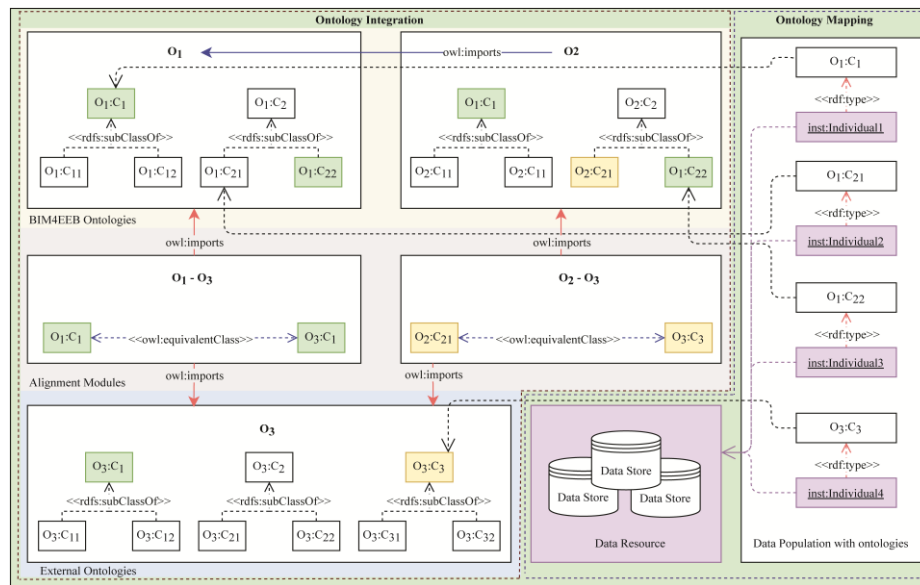 Ontology Integration
Ontology Mapping
O1
owl:imports
O2
O1:C1
O1:C2
<<rdfs:subClassOf>>
<<rdfs:subClassOf>>
O1:C11
O1:C12
O1:C21
O1:C22
O1:C1
O2:C2
<<rdfs:subClassOf>>
<<rdfs:subClassOf>>
O2:C11
O2:C11
O2:C21
O1:C22
BIM4EEB Ontologies
owl:imports
owl:imports
O1 - O3
O1:C1
<<owl:equivalentClass>>
O3:C1
O2 - O3
O2:C21
<<owl:equivalentClass>>
O3:C3
Alignment Modules
owl:imports
owl:imports
O3
O3:C1
O3:C2
O3:C3
<<rdfs:subClassOf>>
<<rdfs:subClassOf>>
<<rdfs:subClassOf>>
O3:C11
O3:C12
O3:C21
O3:C22
O3:C31
O3:C32
External Ontologies
Data Store
Data Store
Data Store
Data Resource
O1:C1
<<rdf:type>>
inst:Individual1
O1:C21
<<rdf:type>>
inst:Individual2
O1:C22
<<rdf:type>>
inst:Individual3
O3:C3
<<rdf:type>>
inst:Individual4
Data Population with ontologies